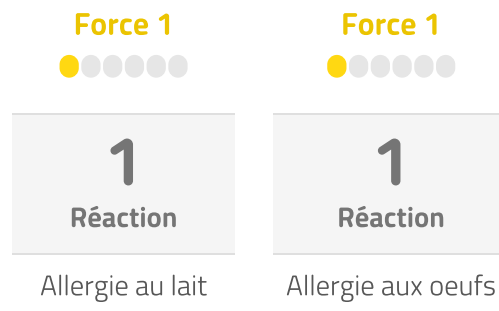 Force 1
Force 1
1
1
Réaction
Réaction
Allergie au lait
Allergie aux oeufs